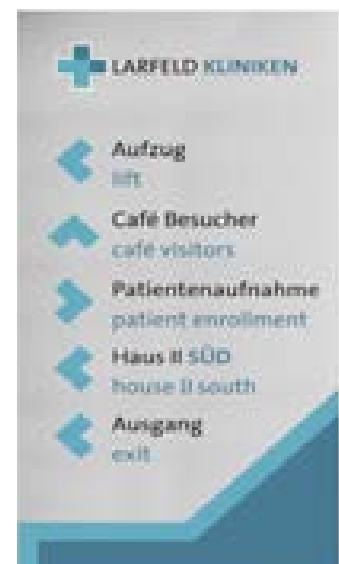 LARFELD KLINIKEN
Aufzug
lift
Café Besucher
café visitors
Patientenaufnahme
patient enrollment
Haus II SÜD
house II south
Ausgang
exit